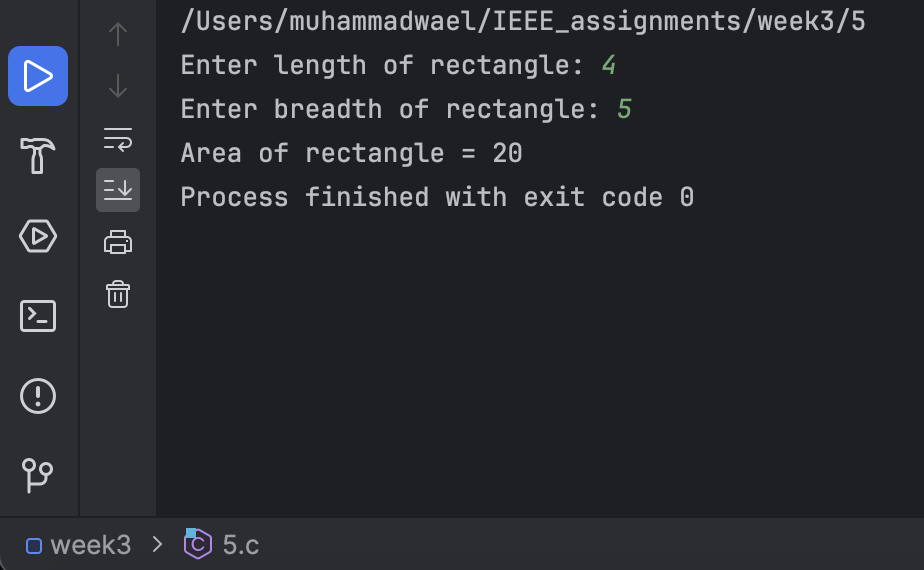 /Users/muhammadwael/IEEE_assignments/week3/5
Enter length of rectangle: 4
Enter breadth of rectangle: 5
Area of rectangle = 20
Process finished with exit code 0
week3 > C 5.c